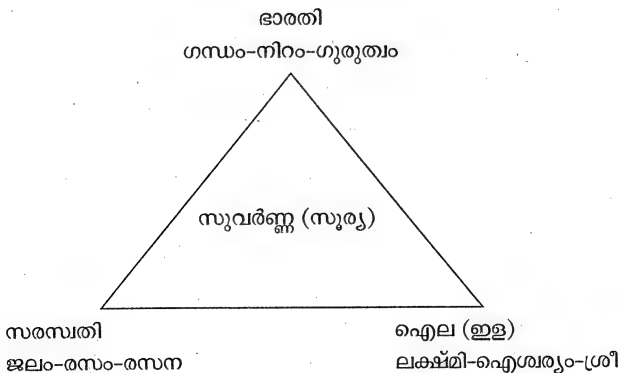 ഭാരതി
ഗന്ധം-നിറം-ഗുരുത്വം
സുവർണ്ണ (സൂര്യ)
സരസ്വതി
ജലം-രസം-രസന
ഐല (ഇള)
ലക്ഷ്മി-ഐശ്വര്യം-ശ്രീ